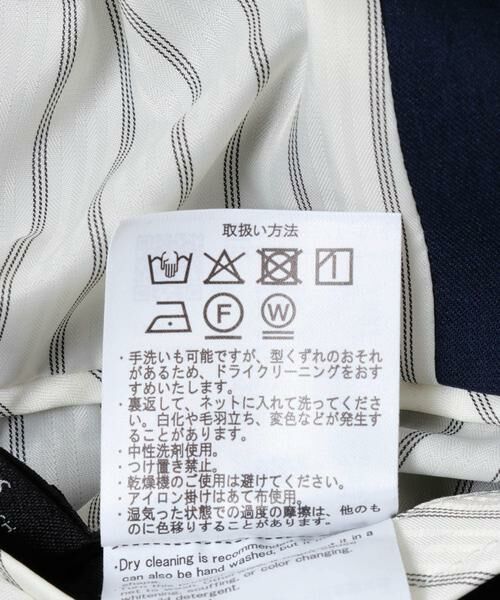 取扱い方法
F W
・手洗いも可能ですが、型くずれのおそれ
があるため、ドライクリーニングをおす
すめいたします。
・裏返して、ネットに入れて洗ってくださ
い。白化や毛羽立ち、変色などが発生す
ることがあります。
・中性洗剤使用。
・つけ置き禁止。
・乾燥機のご使用は避けてください。
・アイロン掛けはあて布使用。
・湿気った状態での過度の摩擦は、他のも
のに色移りすることがあります。
・Dry cleaning is recommended, but it
can also be hand washed.
color changing.
detergent.